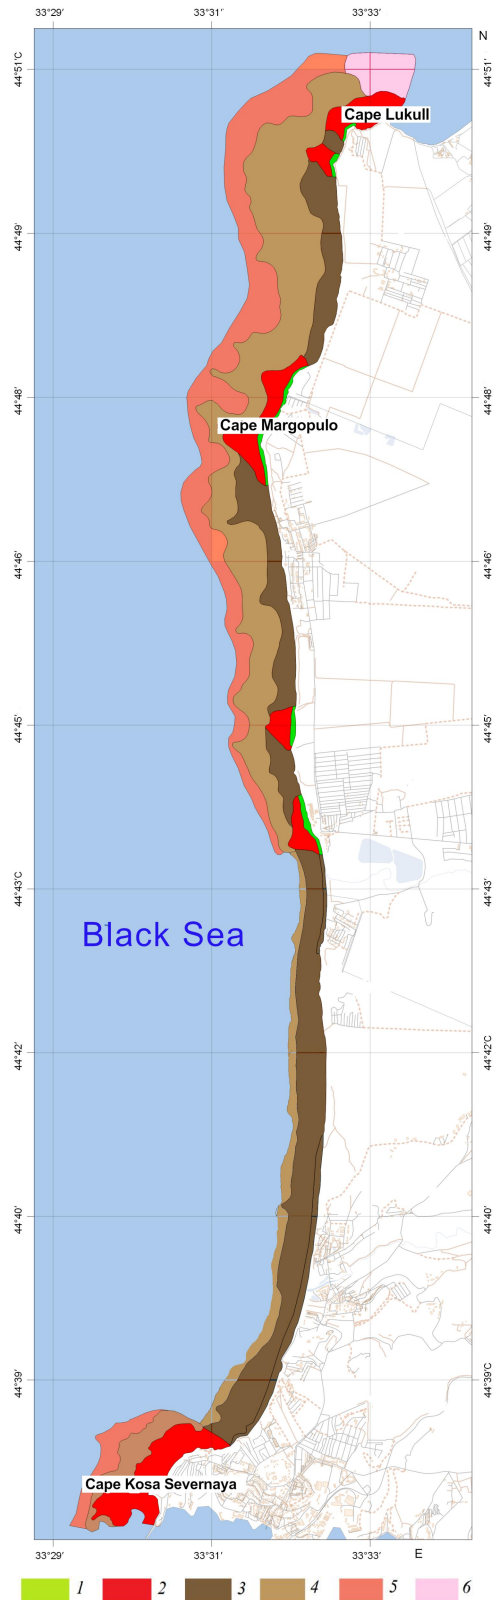 33°29' 33°31' 33°33'
N
44°51'C 44°51'
Cape Lukull
44°49' 44°49'
44°48' 44°48'
Cape Margopulo
44°46' 44°46'
44°45' 44°45'
44°43'C 44°43'
Black Sea
44°42' 44°42'C
44°40' 44°40'
44°39' 44°39'C
Cape Kosa Severnaya
33°29' 33°31' 33°33' E
1 2 3 4 5 6